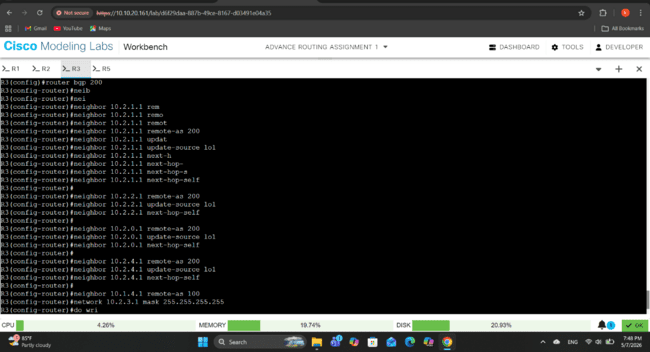 Not secure https://10.10.20.161/lab/d6f29daa-887b-49ce-8167-d03491e04a35
Gmail YouTube Maps All Bookmarks
Cisco Modeling Labs Workbench ADVANCE ROUTING ASSIGNMENT 1 DASHBOARD TOOLS DEVELOPER
>_ R1 >_ R2 >_ R3 >_ R5
R3(config)#router bgp 200
R3(config-router)#neib
R3(config-router)#nei
R3(config-router)#neighbor 10.2.1.1 rem
R3(config-router)#neighbor 10.2.1.1 remo
R3(config-router)#neighbor 10.2.1.1 remot
R3(config-router)#neighbor 10.2.1.1 remote-as 200
R3(config-router)#neighbor 10.2.1.1 updat
R3(config-router)#neighbor 10.2.1.1 update-source lo1
R3(config-router)#neighbor 10.2.1.1 next-h
R3(config-router)#neighbor 10.2.1.1 next-hop-
R3(config-router)#neighbor 10.2.1.1 next-hop-s
R3(config-router)#neighbor 10.2.1.1 next-hop-self
R3(config-router)#
R3(config-router)#neighbor 10.2.2.1 remote-as 200
R3(config-router)#neighbor 10.2.2.1 update-source lo1
R3(config-router)#neighbor 10.2.2.1 next-hop-self
R3(config-router)#
R3(config-router)#neighbor 10.2.0.1 remote-as 200
R3(config-router)#neighbor 10.2.0.1 update-source lo1
R3(config-router)#neighbor 10.2.0.1 next-hop-self
R3(config-router)#
R3(config-router)#neighbor 10.2.4.1 remote-as 200
R3(config-router)#neighbor 10.2.4.1 update-source lo1
R3(config-router)#neighbor 10.2.4.1 next-hop-self
R3(config-router)#
R3(config-router)#neighbor 10.1.4.1 remote-as 100
R3(config-router)#network 10.2.3.1 mask 255.255.255.255
R3(config-router)#do wri
CPU 4.26% MEMORY 19.74% DISK 20.93% OK
85°F Search ENG 7:48 PM
Partly cloudy 5/7/2026